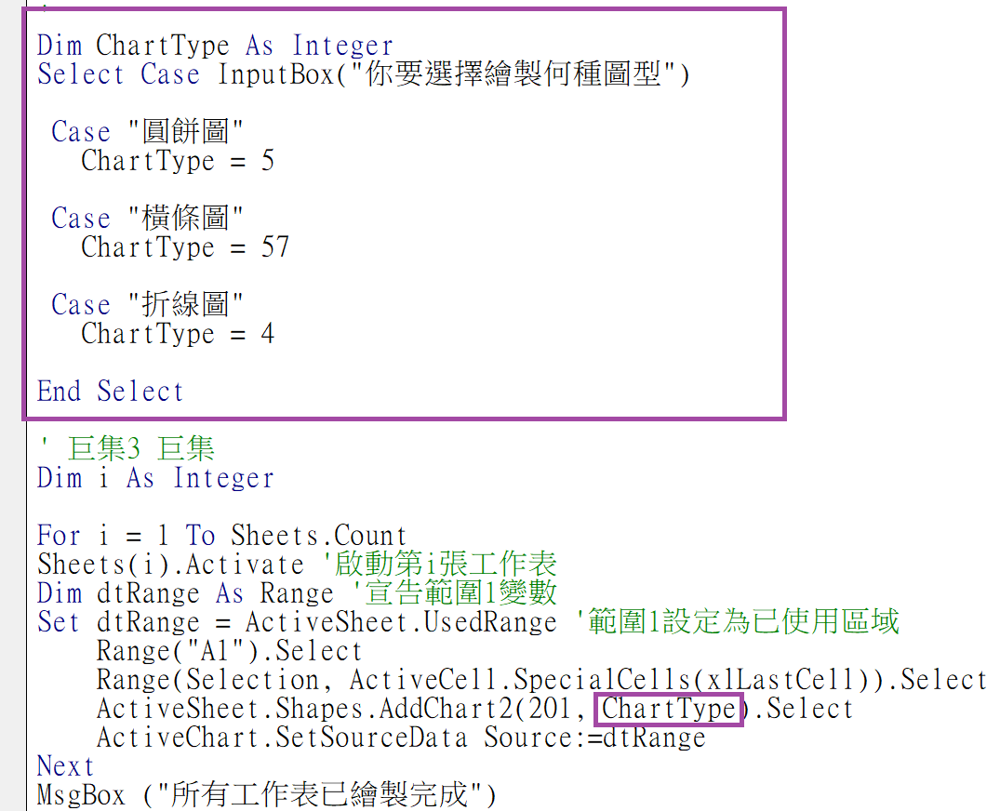 Dim ChartType As Integer
Select Case InputBox("你要選擇繪製何種圖型")
Case "圓餅圖"
ChartType = 5
Case "橫條圖"
ChartType = 57
Case "折線圖"
ChartType = 4
End Select
' 巨集3 巨集
Dim i As Integer
For i = 1 To Sheets.Count
Sheets(i).Activate '啟動第i張工作表
Dim dtRange As Range '宣告範圍1變數
Set dtRange = ActiveSheet.UsedRange '範圍1設定為已使用區域
Range("A1").Select
Range(Selection, ActiveCell.SpecialCells(xlLastCell)).Select
ActiveSheet.Shapes.AddChart2(201, ChartType).Select
ActiveChart.SetSourceData Source:=dtRange
Next
MsgBox ("所有工作表已繪製完成")